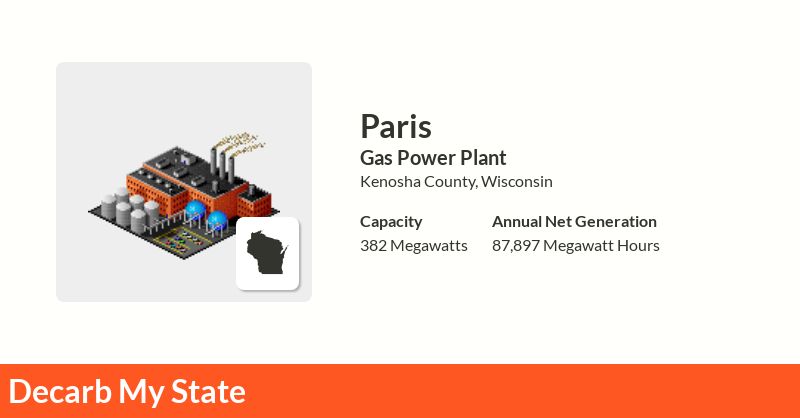 Paris
Gas Power Plant
Kenosha County, Wisconsin
Capacity
382 Megawatts
Annual Net Generation
87,897 Megawatt Hours
Decarb My State